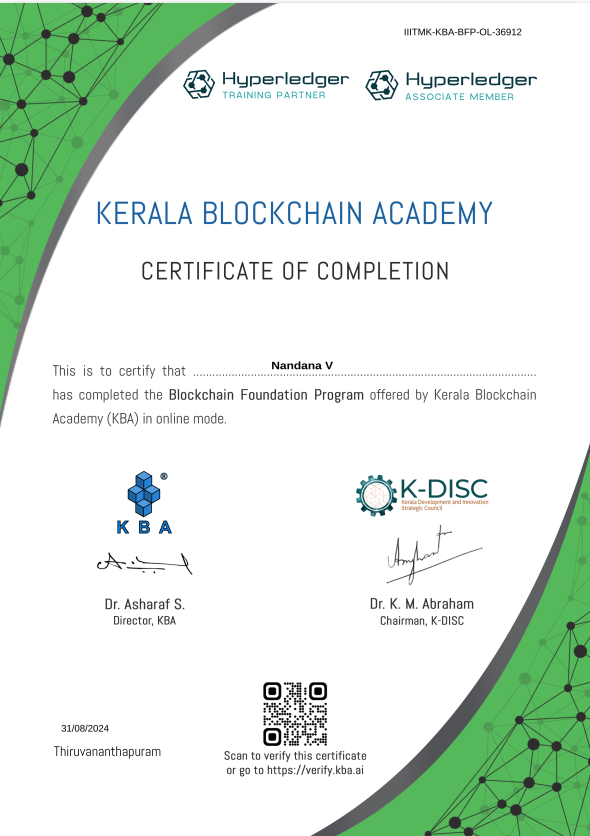 IIITMK-KBA-BFP-OL-36912
Hyperledger
TRAINING PARTNER
Hyperledger
ASSOCIATE MEMBER
KERALA BLOCKCHAIN ACADEMY
CERTIFICATE OF COMPLETION
This is to certify that Nandana V
has completed the Blockchain Foundation Program offered by Kerala Blockchain
Academy (KBA) in online mode.
®
KBA
K-DISC
Kerala Development and Innovation
Strategic Council
Dr. Asharaf S.
Director, KBA
Dr. K. M. Abraham
Chairman, K-DISC
31/08/2024
Thiruvananthapuram
Scan to verify this certificate
or go to https://verify.kba.ai